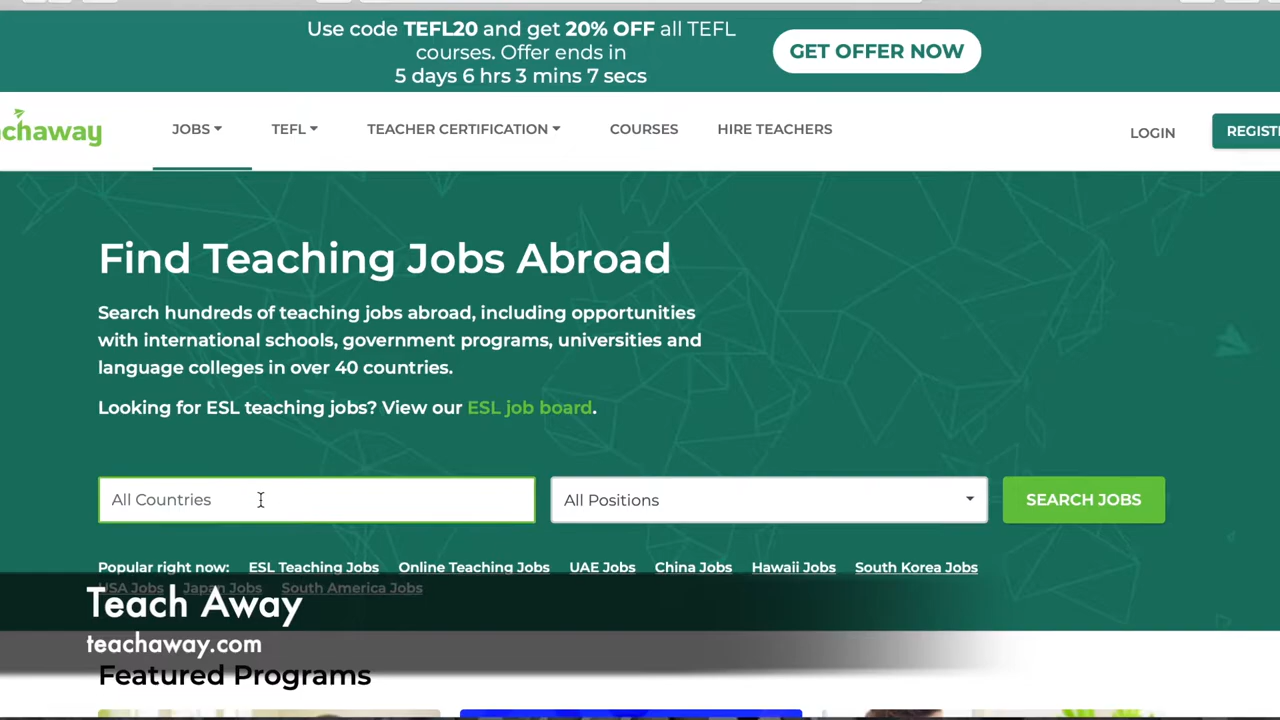 Use code TEFL20 and get 20% OFF all TEFL
courses. Offer ends in
5 days 6 hrs 3 mins 7 secs
GET OFFER NOW
achaway
JOBS
TEFL
TEACHER CERTIFICATION
COURSES
HIRE TEACHERS
LOGIN
REGIST
Find Teaching Jobs Abroad
Search hundreds of teaching jobs abroad, including opportunities
with international schools, government programs, universities and
language colleges in over 40 countries.
Looking for ESL teaching jobs? View our ESL job board.
All Countries
All Positions
SEARCH JOBS
Popular right now: ESL Teaching Jobs Online Teaching Jobs UAE Jobs China Jobs Hawaii Jobs South Korea Jobs
USA Jobs Japan Jobs South America Jobs
Teach Away
teachaway.com
Featured Programs